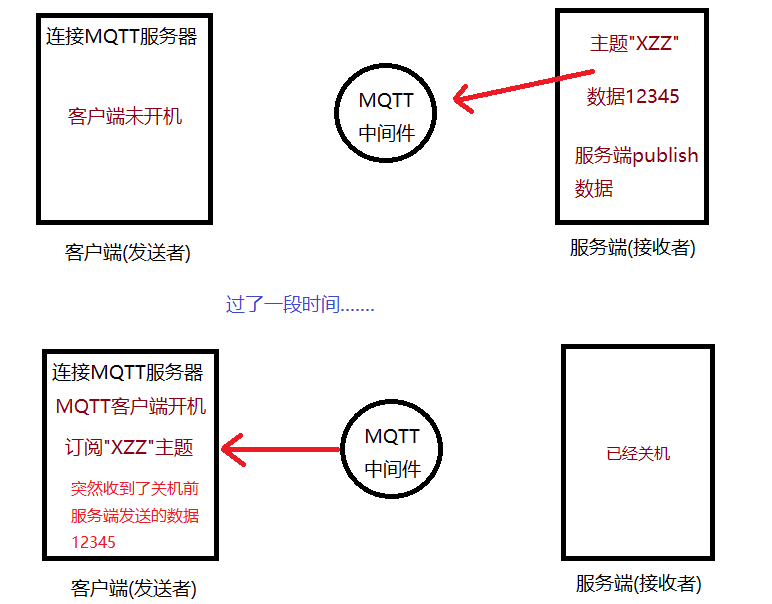 连接MQTT服务器
客户端未开机
客户端(发送者)
MQTT
中间件
主题"XZZ"
数据12345
服务端publish
数据
服务端(接收者)
过了一段时间.......
连接MQTT服务器
MQTT客户端开机
订阅"XZZ"主题
突然收到了关机前
服务端发送的数据
12345
客户端(发送者)
MQTT
中间件
已经关机
服务端(接收者)